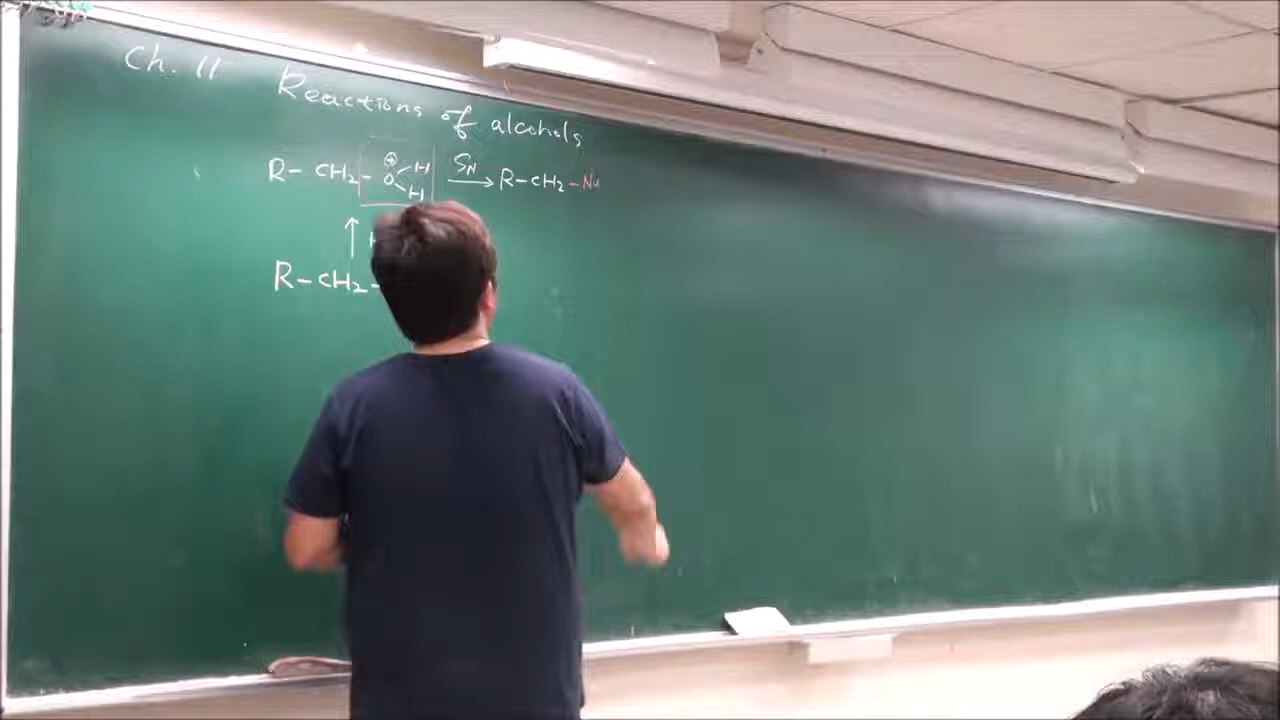 Ch. 11 Reactions of alcohols
R-CH₂-O⊕ H H SN → R-CH₂-Nu
↑ H
R-CH₂-